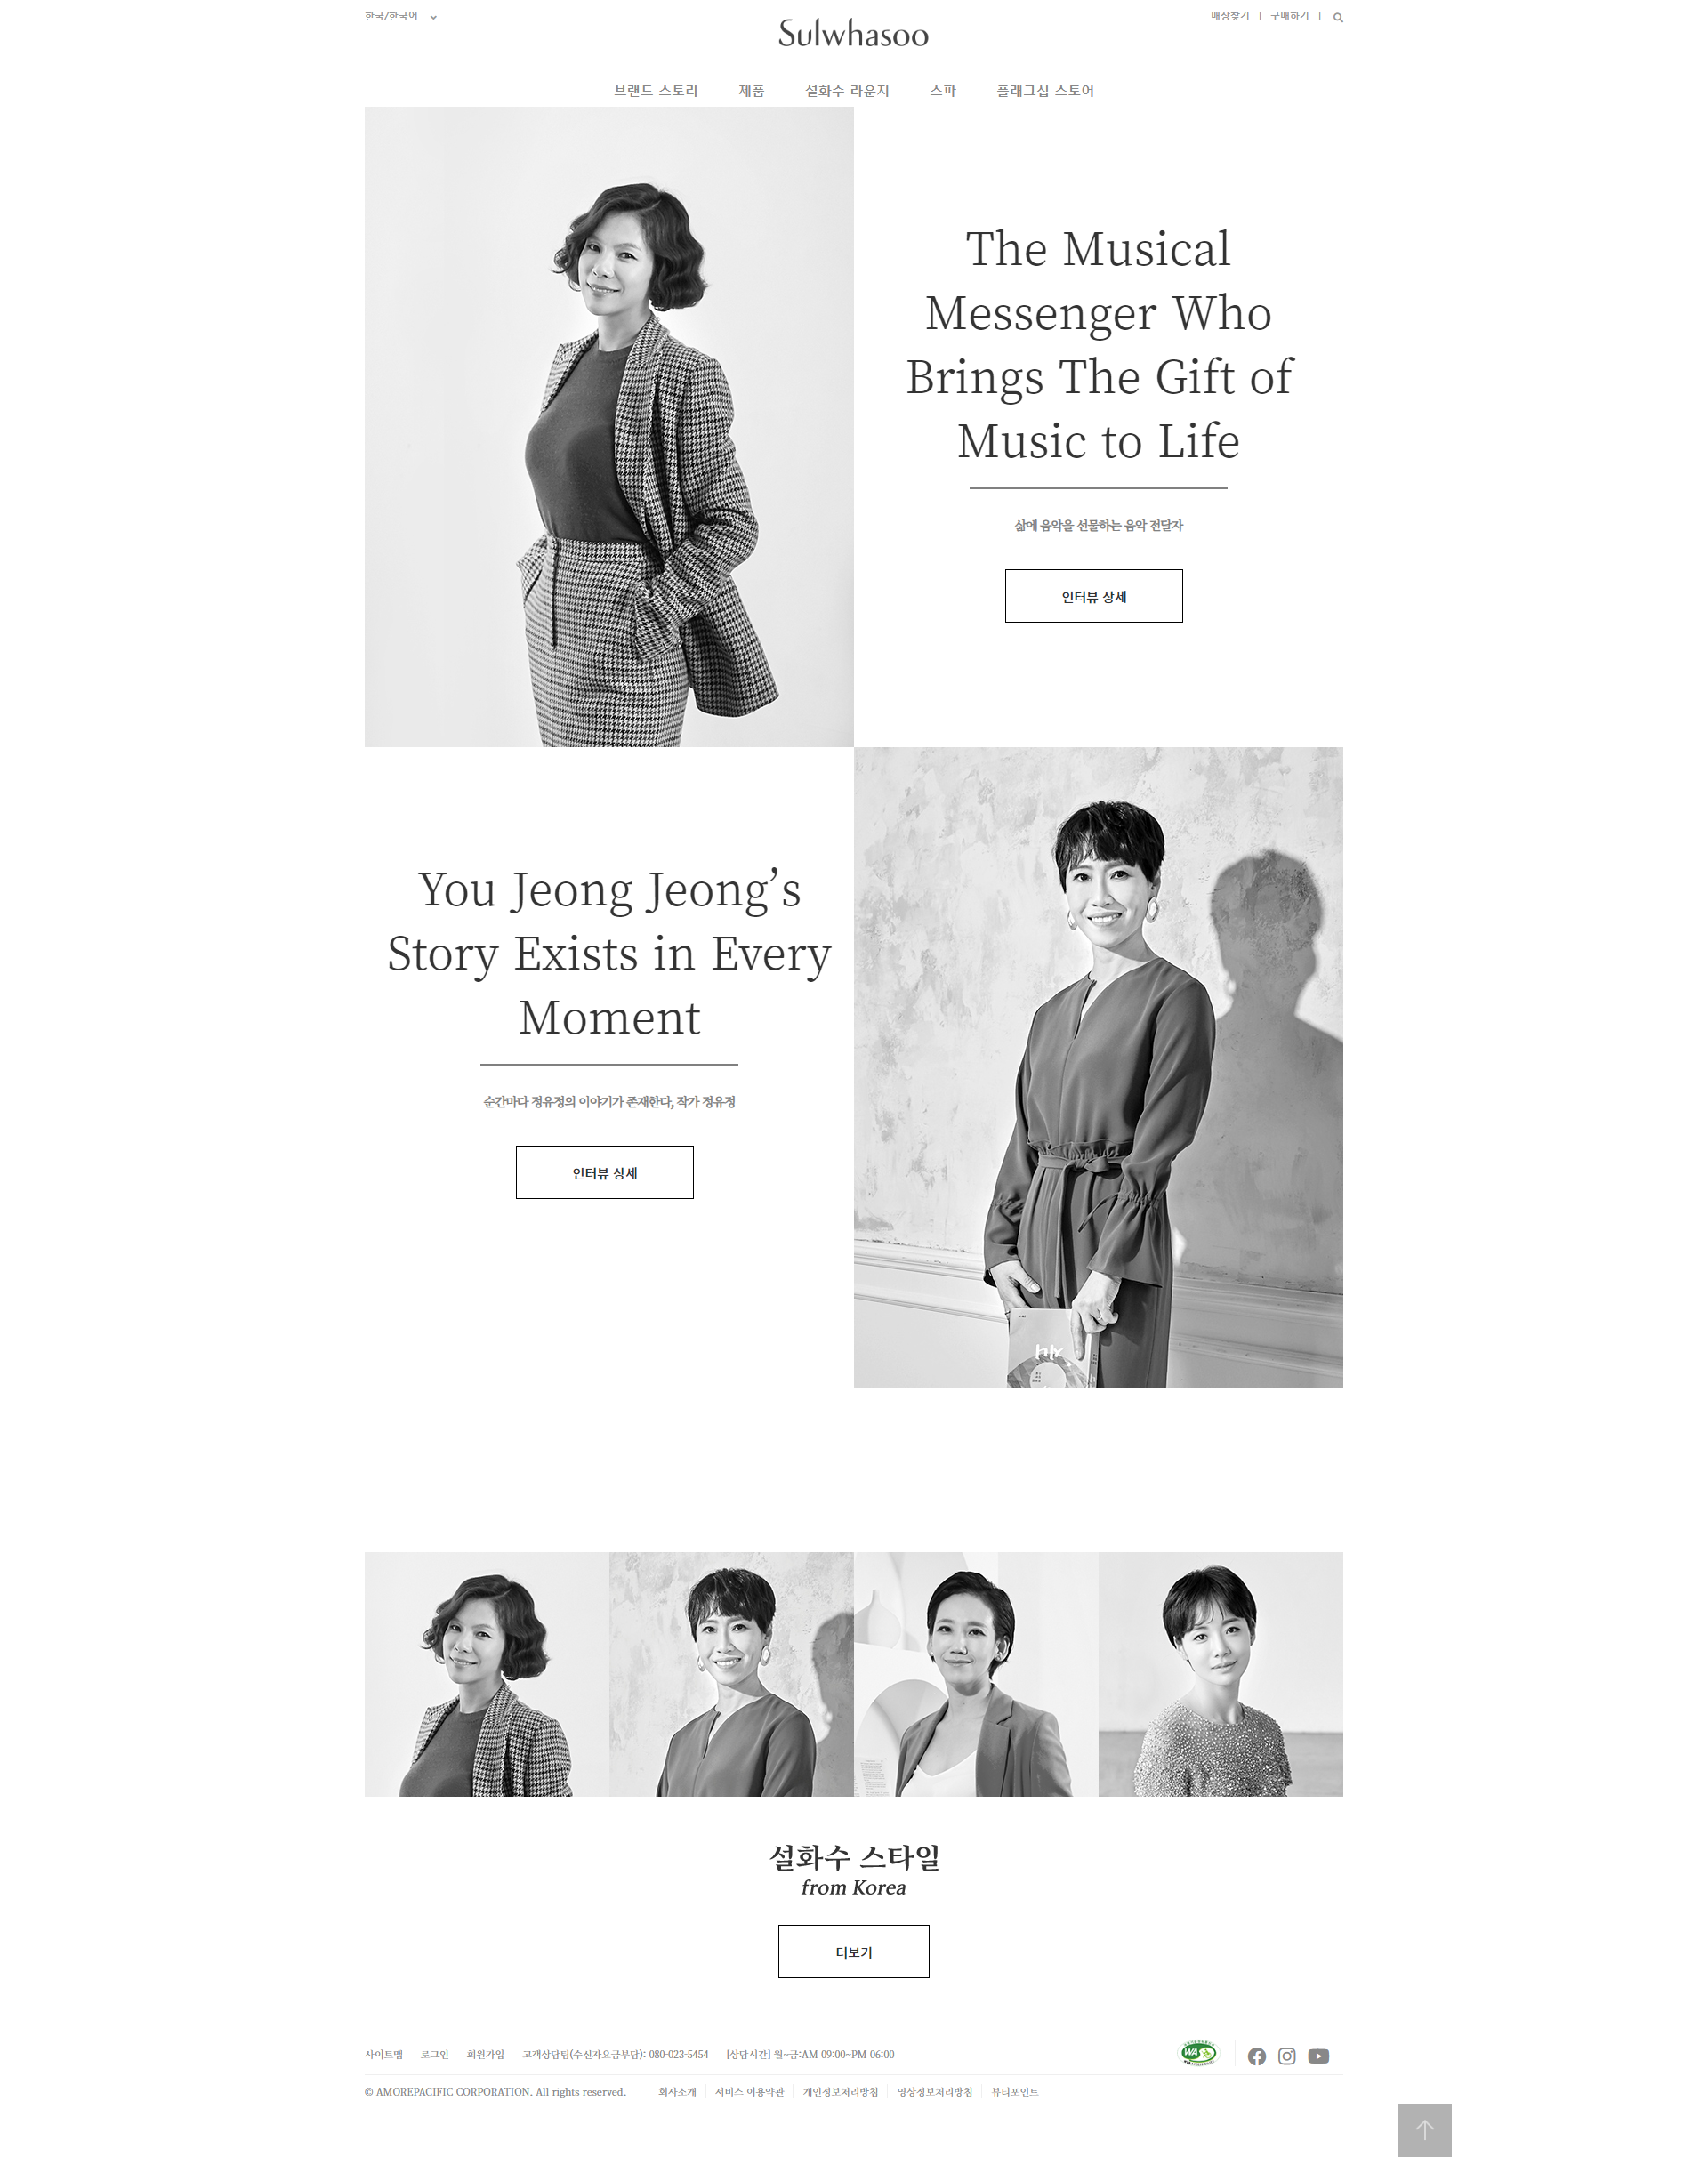 한국/한국어
매장찾기 | 구매하기 |
Sulwhasoo
브랜드 스토리 제품 설화수 라운지 스파 플래그십 스토어
The Musical
Messenger Who
Brings The Gift of
Music to Life
삶에 음악을 선물하는 음악 전달자
인터뷰 상세
You Jeong Jeong’s
Story Exists in Every
Moment
순간마다 정유정의 이야기가 존재한다, 작가 정유정
인터뷰 상세
설화수 스타일
from Korea
더보기
사이트맵 로그인 회원가입 고객상담팀(수신자요금부담): 080-023-5454 [상담시간] 월~금:AM 09:00~PM 06:00
WA
© AMOREPACIFIC CORPORATION. All rights reserved. 회사소개 서비스 이용약관 개인정보처리방침 영상정보처리방침 뷰티포인트